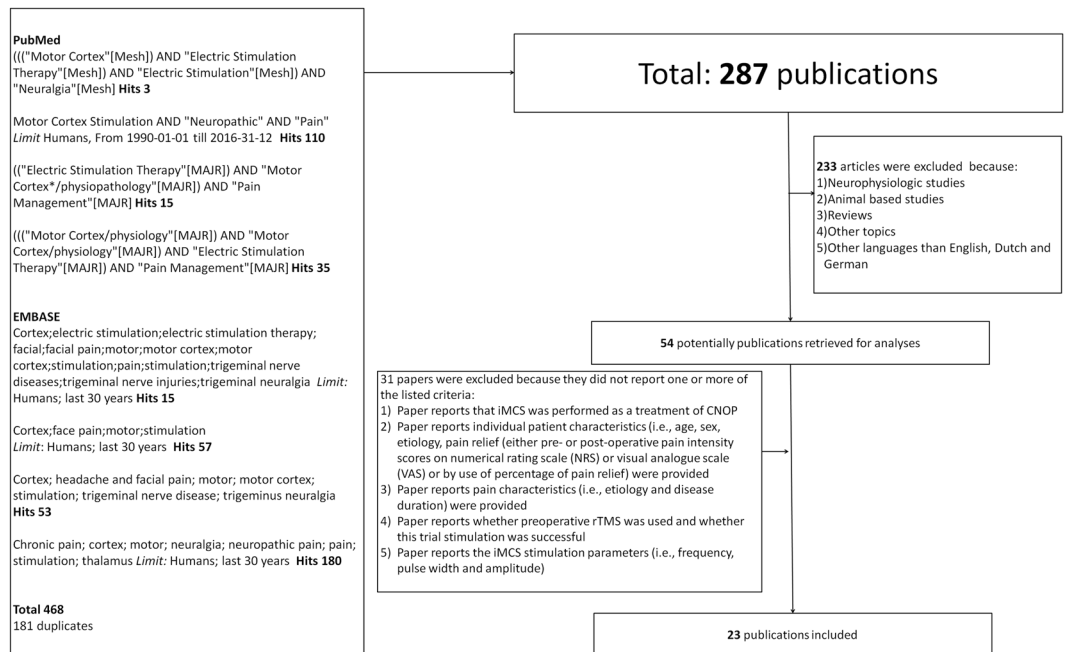 PubMed
((("Motor Cortex"[Mesh]) AND "Electric Stimulation
Therapy"[Mesh]) AND "Electric Stimulation"[Mesh]) AND
"Neuralgia"[Mesh] Hits 3
Motor Cortex Stimulation AND "Neuropathic" AND "Pain"
Limit Humans, From 1990-01-01 till 2016-31-12 Hits 110
(("Electric Stimulation Therapy"[MAJR]) AND "Motor
Cortex*/physiopathology"[MAJR]) AND "Pain
Management"[MAJR] Hits 15
((("Motor Cortex/physiology"[MAJR]) AND "Motor
Cortex/physiology"[MAJR]) AND "Electric Stimulation
Therapy"[MAJR]) AND "Pain Management"[MAJR] Hits 35
EMBASE
Cortex;electric stimulation;electric stimulation therapy;
facial;facial pain;motor;motor cortex;motor
cortex;stimulation;pain;stimulation;trigeminal nerve
diseases;trigeminal nerve injuries;trigeminal neuralgia Limit:
Humans; last 30 years Hits 15
Cortex;face pain;motor;stimulation
Limit: Humans; last 30 years Hits 57
Cortex; headache and facial pain; motor; motor cortex;
stimulation; trigeminal nerve disease; trigeminus neuralgia
Hits 53
Chronic pain; cortex; motor; neuralgia; neuropathic pain; pain;
stimulation; thalamus Limit: Humans; last 30 years Hits 180
Total 468
181 duplicates
Total: 287 publications
233 articles were excluded because:
1)Neurophysiologic studies
2)Animal based studies
3)Reviews
4)Other topics
5)Other languages than English, Dutch and
German
54 potentially publications retrieved for analyses
31 papers were excluded because they did not report one or more of
the listed criteria:
1) Paper reports that iMCS was performed as a treatment of CNOP
2) Paper reports individual patient characteristics (i.e., age, sex,
etiology, pain relief (either pre- or post-operative pain intensity
scores on numerical rating scale (NRS) or visual analogue scale
(VAS) or by use of percentage of pain relief) were provided
3) Paper reports pain characteristics (i.e., etiology and disease
duration) were provided
4) Paper reports whether preoperative rTMS was used and whether
this trial stimulation was successful
5) Paper reports the iMCS stimulation parameters (i.e., frequency,
pulse width and amplitude)
23 publications included